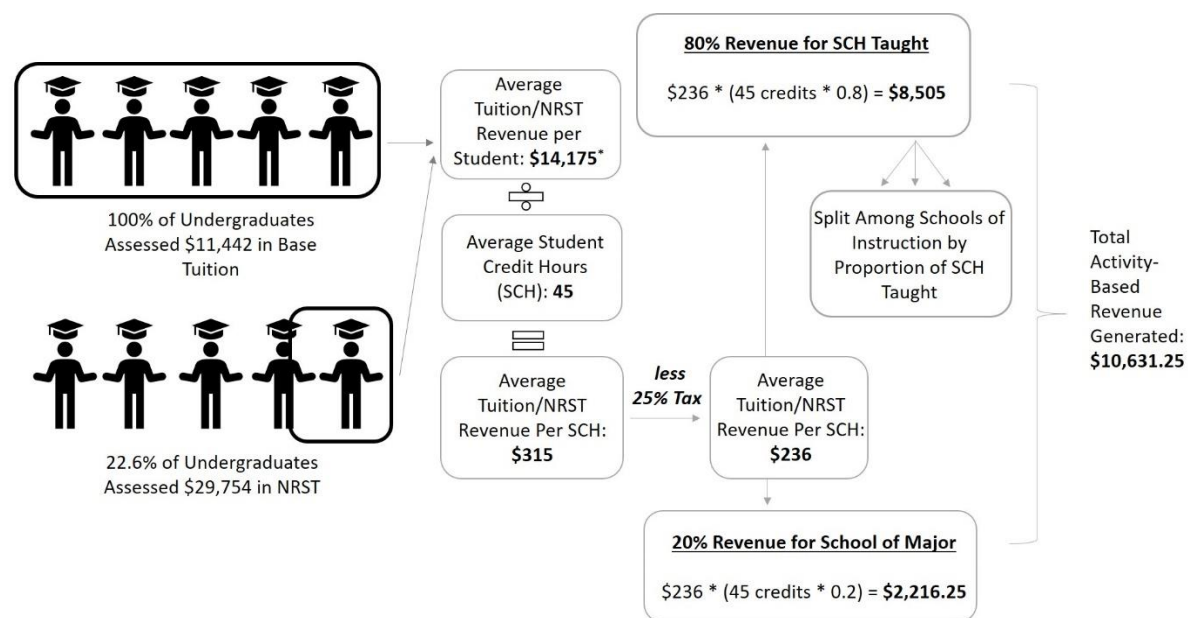 100% of Undergraduates
Assessed $11,442 in Base
Tuition
22.6% of Undergraduates
Assessed $29,754 in NRST
Average
Tuition/NRST
Revenue per
Student: $14,175*
÷
Average Student
Credit Hours
(SCH): 45
=
Average
Tuition/NRST
Revenue Per SCH:
$315
less
25% Tax
Average
Tuition/NRST
Revenue Per SCH:
$236
80% Revenue for SCH Taught
$236 * (45 credits * 0.8) = $8,505
Split Among Schools of
Instruction by
Proportion of SCH
Taught
20% Revenue for School of Major
$236 * (45 credits * 0.2) = $2,216.25
Total
Activity-
Based
Revenue
Generated:
$10,631.25